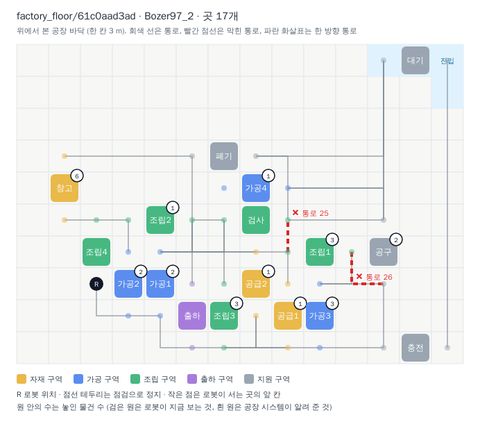 factory_floor/61c0aad3ad · Bozer97_2 · 곳 17개
위에서 본 공장 바닥 (한 칸 3 m). 회색 선은 통로, 빨간 점선은 막힌 통로, 파란 화살표는 한 방향 통로
대기
폐기
창고
6
가공4
1
조립2
1
검사
통로 25
조립4
조립1
3
공구
2
통로 26
R
가공2
2
가공1
2
공급2
1
출하
조립3
3
공급1
1
가공3
3
충전
자재 구역
가공 구역
조립 구역
출하 구역
지원 구역
R 로봇 위치 · 점선 테두리는 점검으로 정지 · 작은 점은 로봇이 서는 곳의 앞 칸
원 안의 수는 놓인 물건 수 (검은 원은 로봇이 지금 보는 것, 흰 원은 공장 시스템이 알려 준 것)